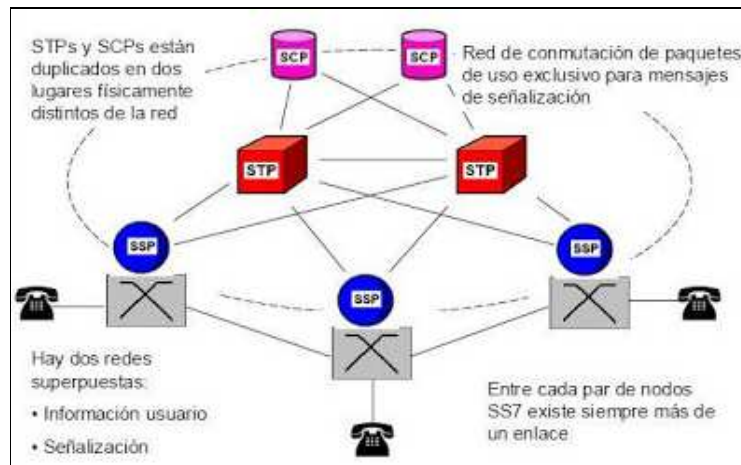 STPs y SCPs están
duplicados en dos
lugares físicamente
distintos de la red
SCP
SCP
Red de conmutación de paquetes
de uso exclusivo para mensajes
de señalización
STP
STP
SSP
SSP
SSP
Hay dos redes
superpuestas:
• Información usuario
• Señalización
Entre cada par de nodos
SS7 existe siempre más de
un enlace